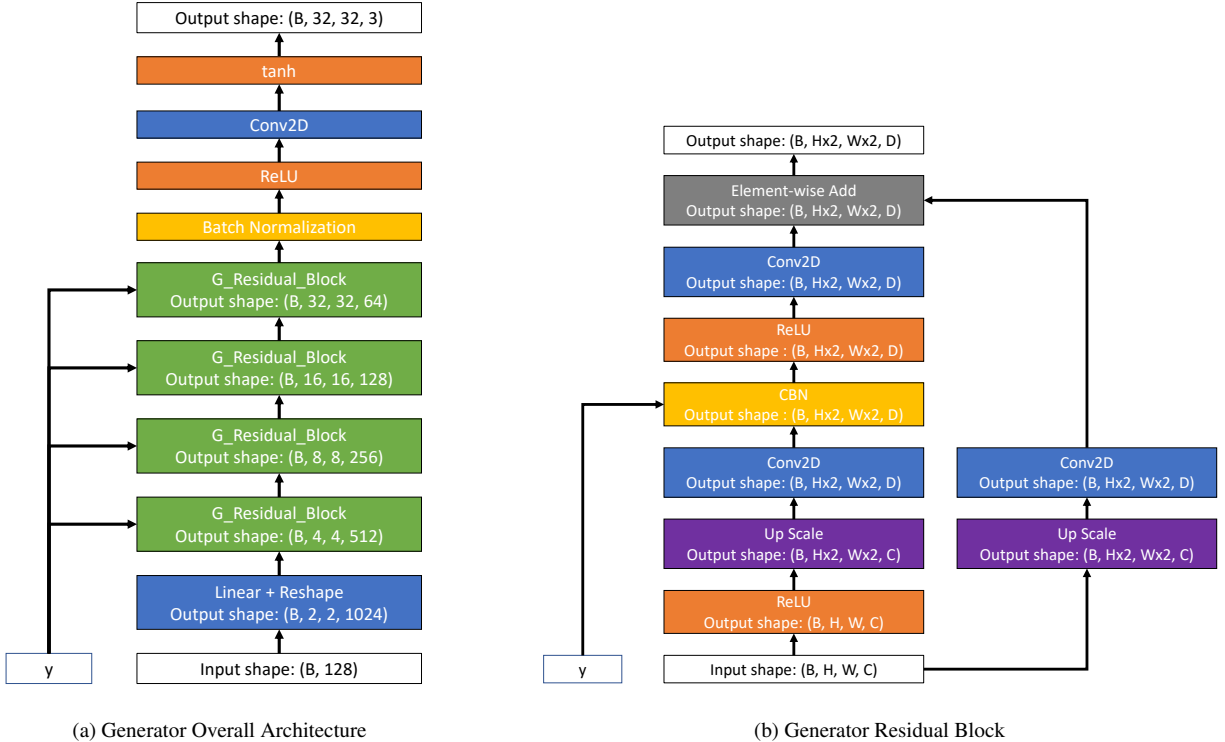 Output shape: (B, 32, 32, 3)
tanh
Conv2D
ReLU
Batch Normalization
G_Residual_Block
Output shape: (B, 32, 32, 64)
G_Residual_Block
Output shape: (B, 16, 16, 128)
G_Residual_Block
Output shape: (B, 8, 8, 256)
G_Residual_Block
Output shape: (B, 4, 4, 512)
Linear + Reshape
Output shape: (B, 2, 2, 1024)
y
Input shape: (B, 128)
(a) Generator Overall Architecture
Output shape: (B, Hx2, Wx2, D)
Element-wise Add
Output shape: (B, Hx2, Wx2, D)
Conv2D
Output shape: (B, Hx2, Wx2, D)
ReLU
Output shape : (B, Hx2, Wx2, D)
CBN
Output shape : (B, Hx2, Wx2, D)
Conv2D
Output shape: (B, Hx2, Wx2, D)
Up Scale
Output shape: (B, Hx2, Wx2, C)
ReLU
Output shape: (B, H, W, C)
y
Input shape: (B, H, W, C)
Conv2D
Output shape: (B, Hx2, Wx2, D)
Up Scale
Output shape: (B, Hx2, Wx2, C)
(b) Generator Residual Block